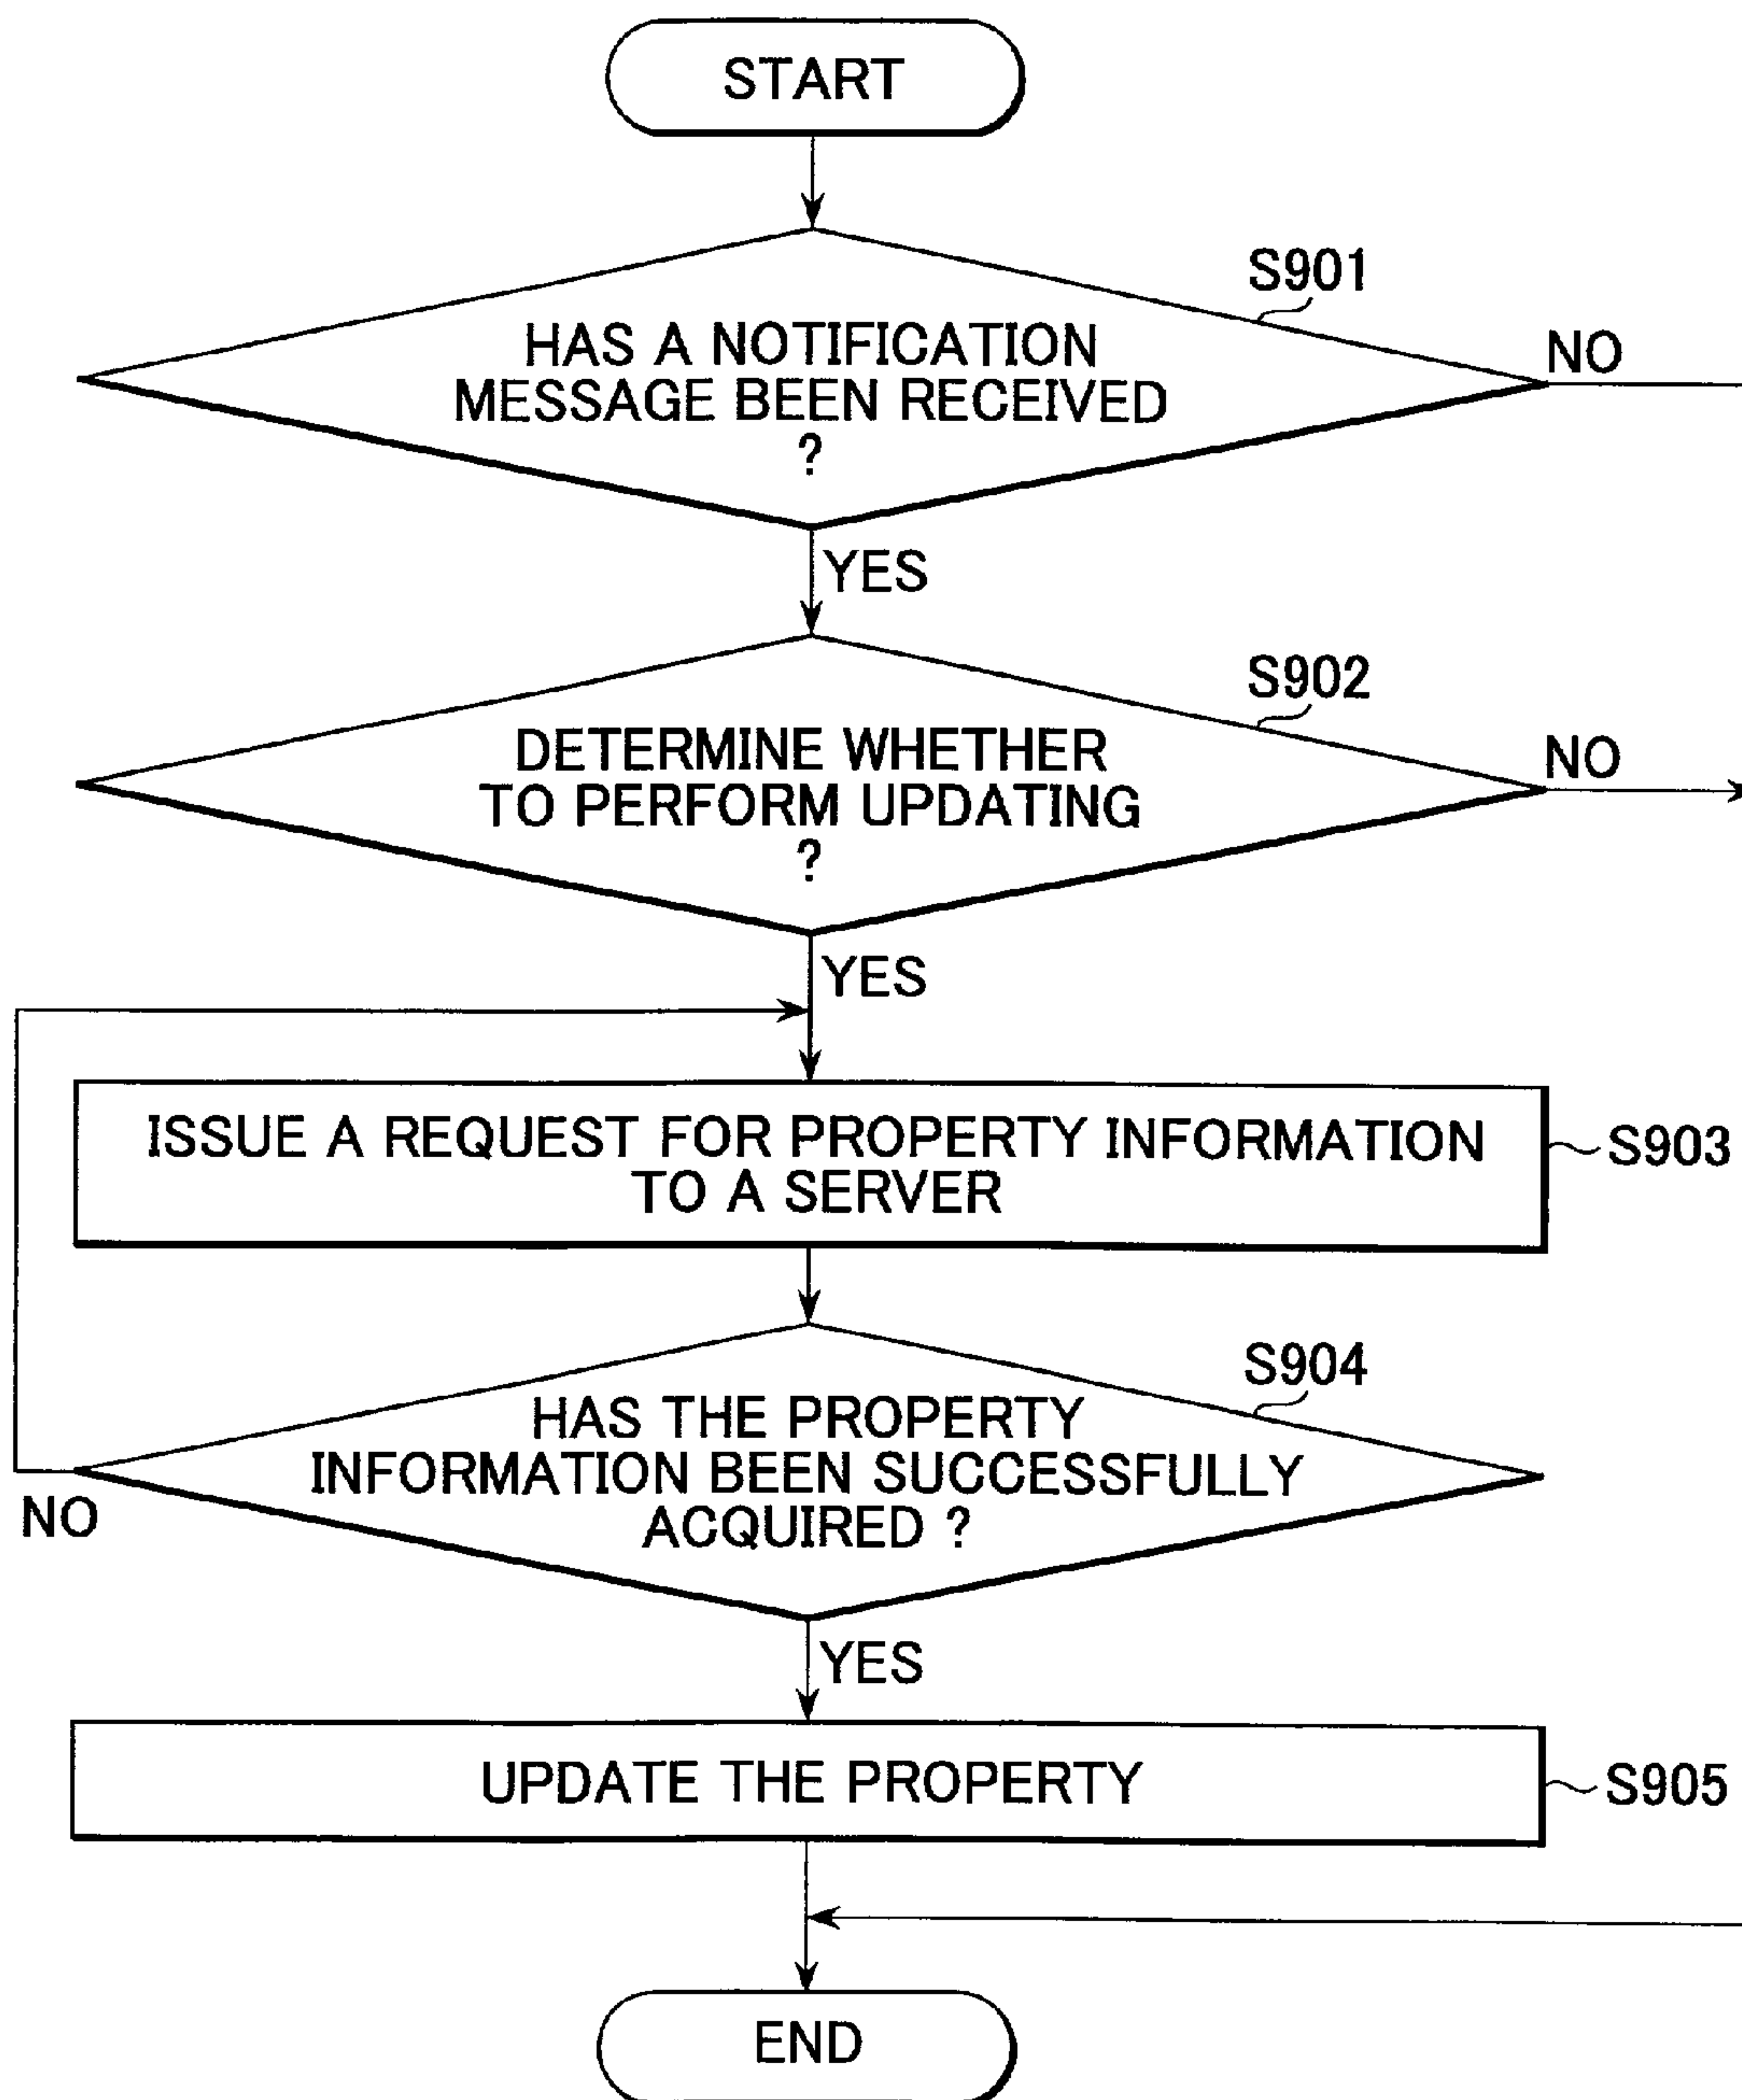 START
S901
HAS A NOTIFICATION
MESSAGE BEEN RECEIVED
?
NO
YES
S902
DETERMINE WHETHER
TO PERFORM UPDATING
?
NO
YES
ISSUE A REQUEST FOR PROPERTY INFORMATION
TO A SERVER
S903
S904
HAS THE PROPERTY
INFORMATION BEEN SUCCESSFULLY
ACQUIRED ?
NO
YES
UPDATE THE PROPERTY
S905
END